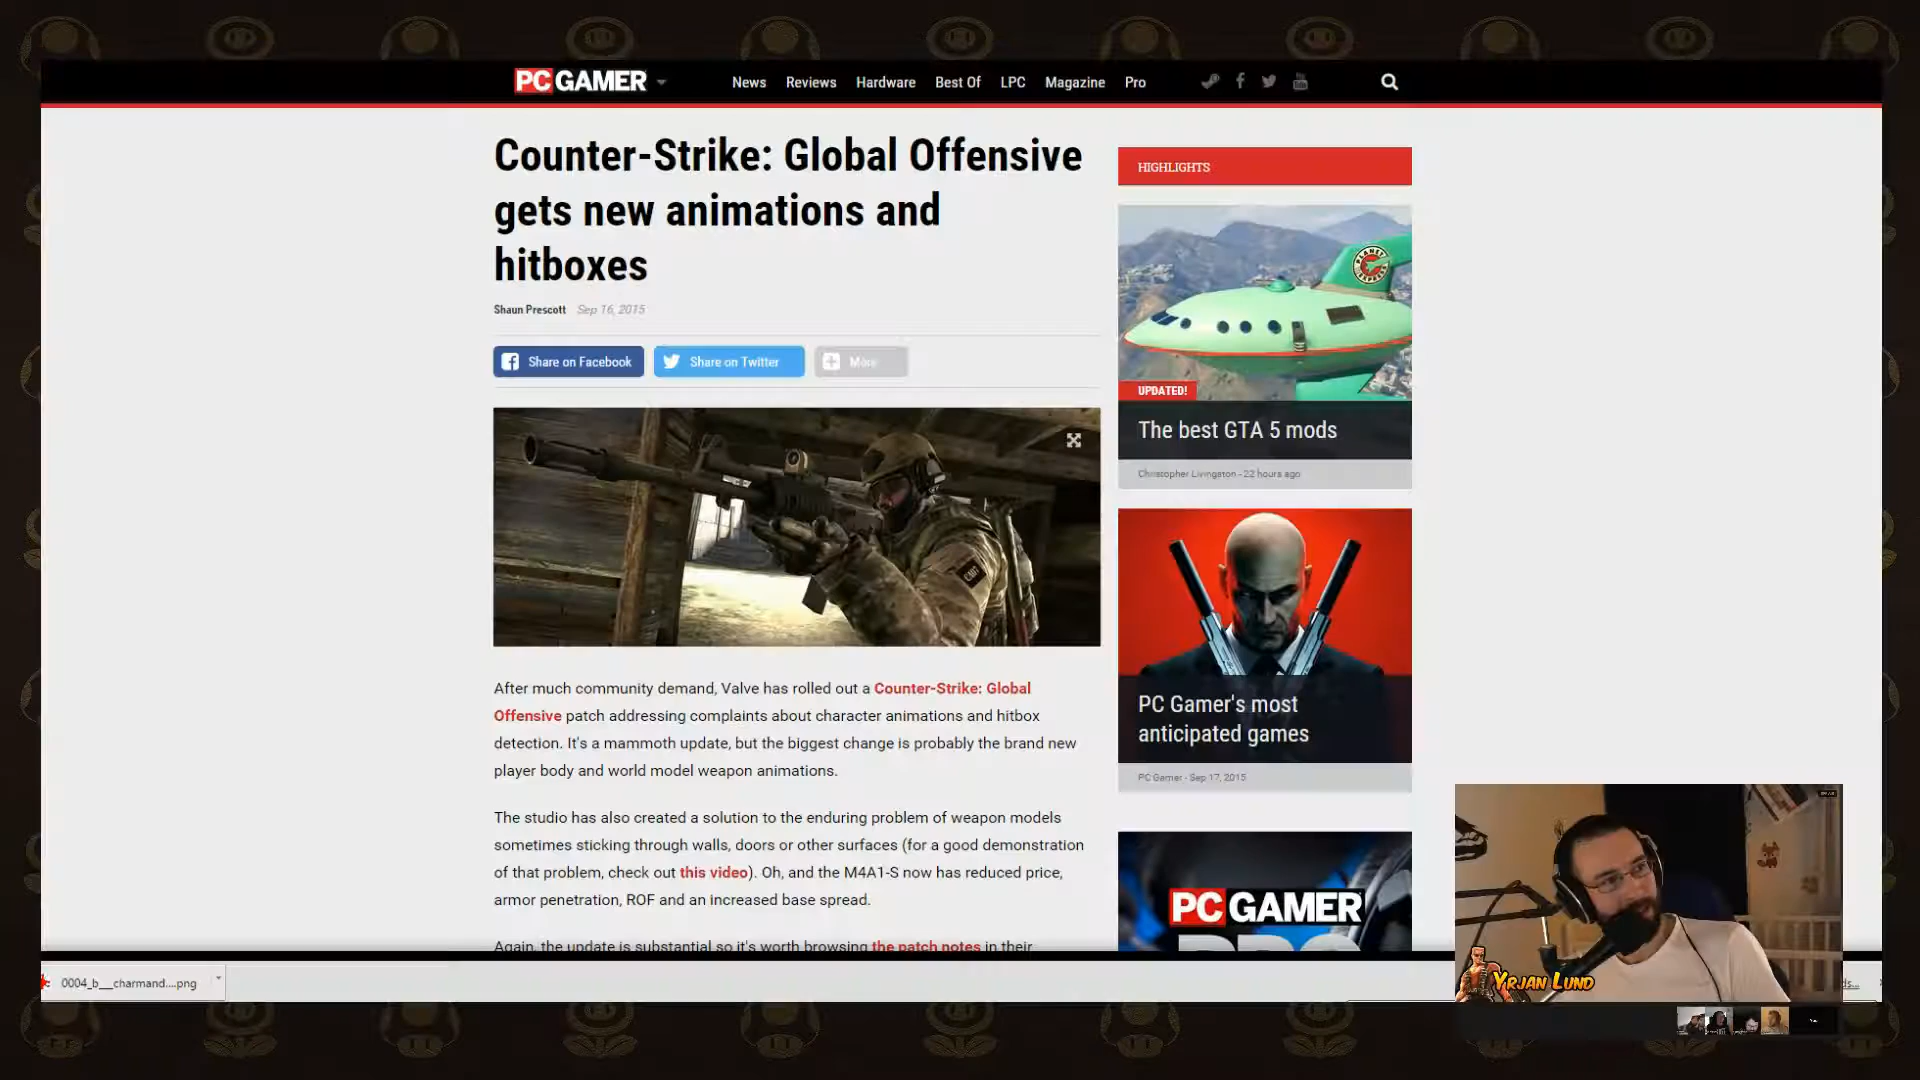 PC GAMER
News Reviews Hardware Best Of LPC Magazine Pro
Counter-Strike: Global Offensive
gets new animations and
hitboxes
Shaun Prescott Sep 16, 2015
Share on Facebook
Share on Twitter
More
After much community demand, Valve has rolled out a Counter-Strike: Global
Offensive patch addressing complaints about character animations and hitbox
detection. It's a mammoth update, but the biggest change is probably the brand new
player body and world model weapon animations.
The studio has also created a solution to the enduring problem of weapon models
sometimes sticking through walls, doors or other surfaces (for a good demonstration
of that problem, check out this video). Oh, and the M4A1-S now has reduced price,
armor penetration, ROF and an increased base spread.
Again, the update is substantial so it's worth browsing the patch notes in their
HIGHLIGHTS
PLANET EXPRESS
UPDATED!
The best GTA 5 mods
Christopher Livingston - 22 hours ago
PC Gamer's most
anticipated games
PC Gamer - Sep 17, 2015
PC GAMER
0004_b__charmand....png
YRJAN LUND